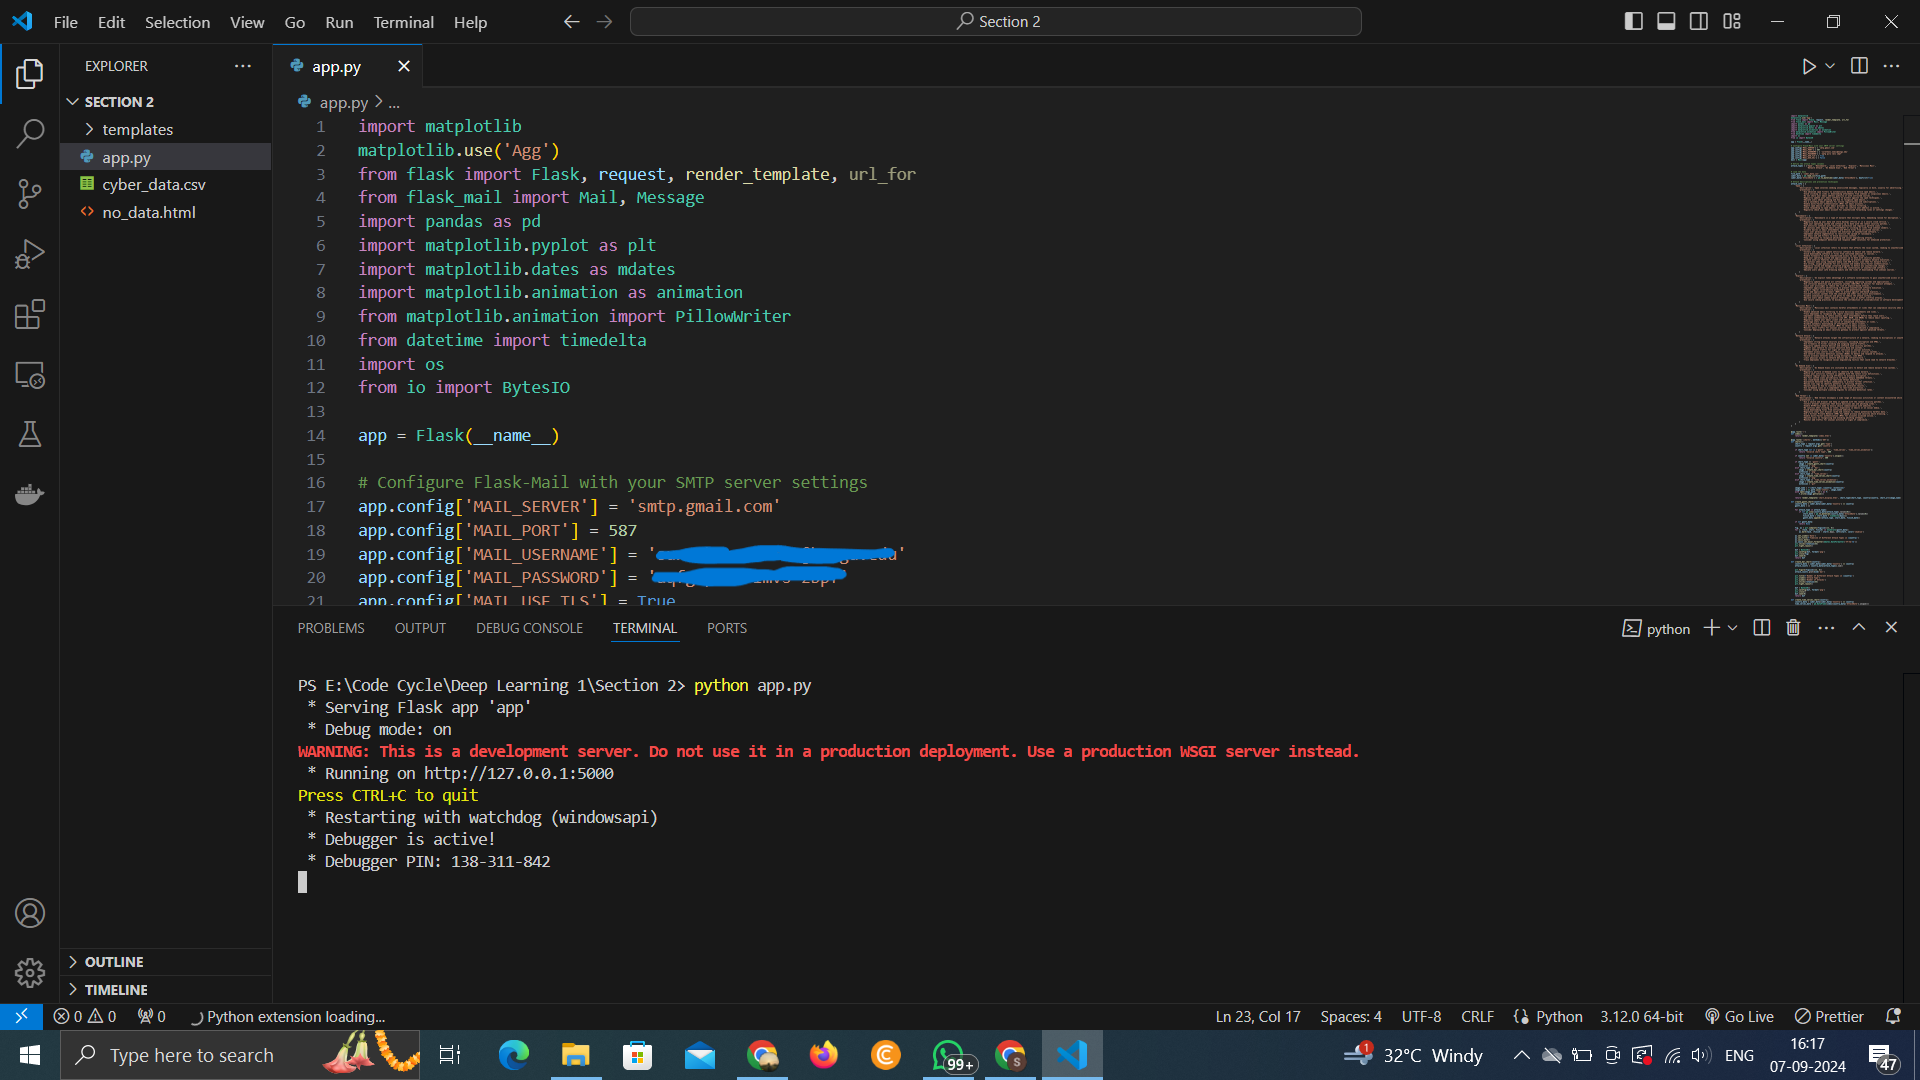 File Edit Selection View Go Run Terminal Help
Section 2
EXPLORER
SECTION 2
templates
app.py
cyber_data.csv
no_data.html
OUTLINE
TIMELINE
app.py
app.py > ...
1 import matplotlib
2 matplotlib.use('Agg')
3 from flask import Flask, request, render_template, url_for
4 from flask_mail import Mail, Message
5 import pandas as pd
6 import matplotlib.pyplot as plt
7 import matplotlib.dates as mdates
8 import matplotlib.animation as animation
9 from matplotlib.animation import PillowWriter
10 from datetime import timedelta
11 import os
12 from io import BytesIO
13
14 app = Flask(__name__)
15
16 # Configure Flask-Mail with your SMTP server settings
17 app.config['MAIL_SERVER'] = 'smtp.gmail.com'
18 app.config['MAIL_PORT'] = 587
19 app.config['MAIL_USERNAME'] = '
20 app.config['MAIL_PASSWORD'] = '
21 app.config['MAIL_USE_TLS'] = True
PROBLEMS OUTPUT DEBUG CONSOLE TERMINAL PORTS
python
PS E:\Code Cycle\Deep Learning 1\Section 2> python app.py
* Serving Flask app 'app'
* Debug mode: on
WARNING: This is a development server. Do not use it in a production deployment. Use a production WSGI server instead.
* Running on http://127.0.0.1:5000
Press CTRL+C to quit
* Restarting with watchdog (windowsapi)
* Debugger is active!
* Debugger PIN: 138-311-842
0 0 0 Python extension loading...
Ln 23, Col 17 Spaces: 4 UTF-8 CRLF Python 3.12.0 64-bit Go Live Prettier
Type here to search
99+
S
1
32°C Windy
ENG
16:17
07-09-2024
47